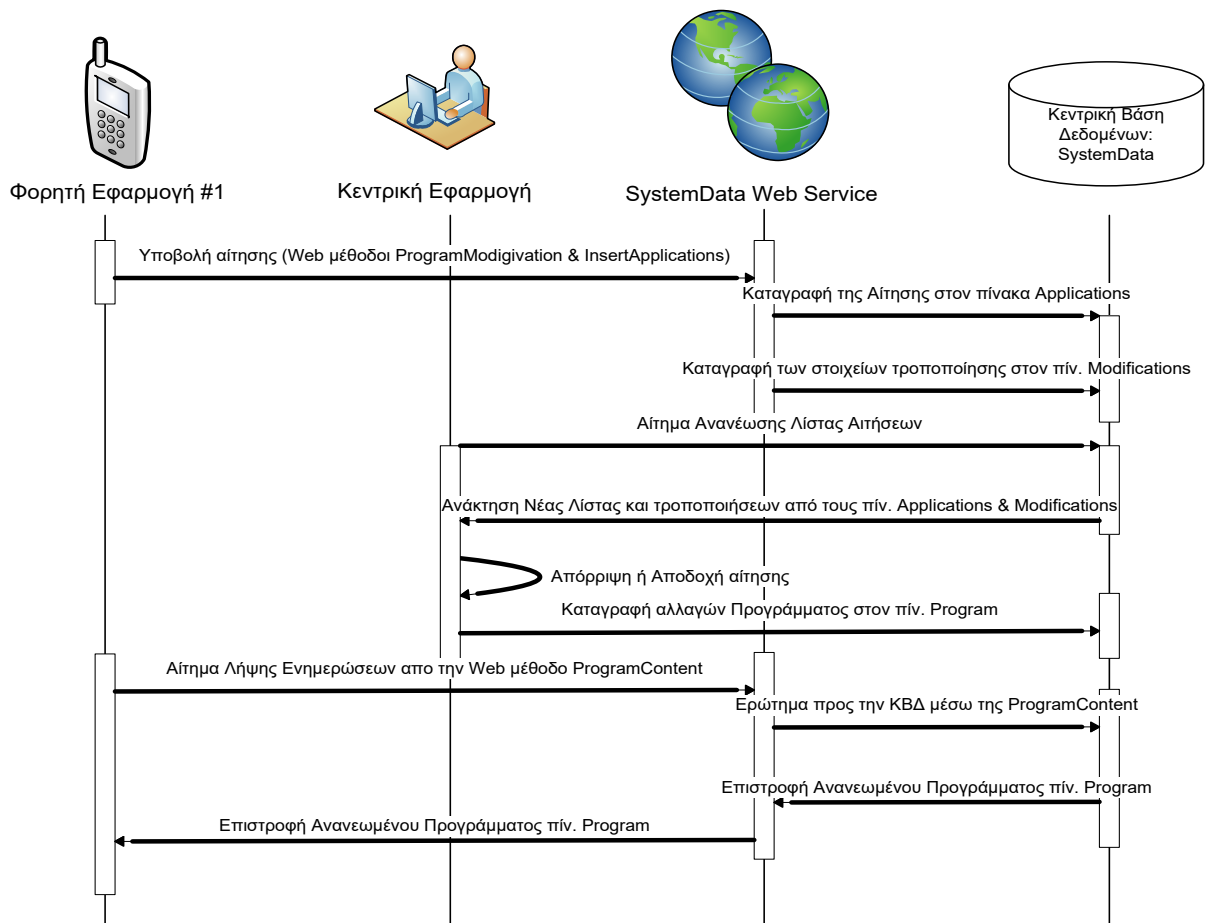 Κεντρική Βάση
Δεδομένων:
SystemData
Φορητή Εφαρμογή #1
Κεντρική Εφαρμογή
SystemData Web Service
Υποβολή αίτησης (Web μέθοδοι ProgramModigivation & InsertApplications)
Καταγραφή της Αίτησης στον πίνακα Applications
Καταγραφή των στοιχείων τροποποίησης στον πίν. Modifications
Αίτημα Ανανέωσης Λίστας Αιτήσεων
Ανάκτηση Νέας Λίστας και τροποποιήσεων από τους πίν. Applications & Modifications
Απόρριψη ή Αποδοχή αίτησης
Καταγραφή αλλαγών Προγράμματος στον πίν. Program
Αίτημα Λήψης Ενημερώσεων απο την Web μέθοδο ProgramContent
Ερώτημα προς την ΚΒΔ μέσω της ProgramContent
Επιστροφή Ανανεωμένου Προγράμματος πίν. Program
Επιστροφή Ανανεωμένου Προγράμματος πίν. Program